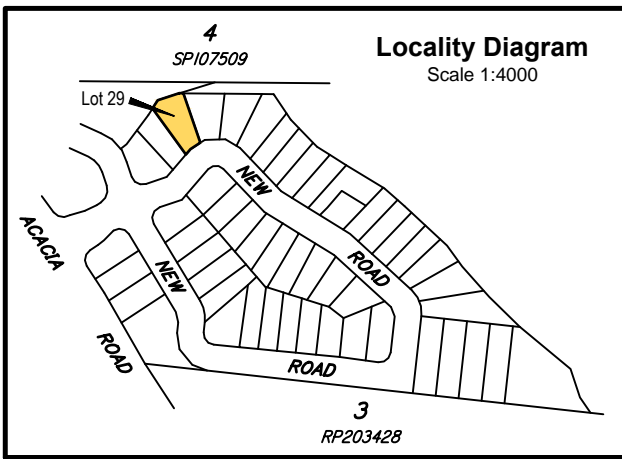 4
SP107509
Locality Diagram
Scale 1:4000
Lot 29
NEW
ROAD
ACACIA
ROAD
NEW
ROAD
3
RP203428